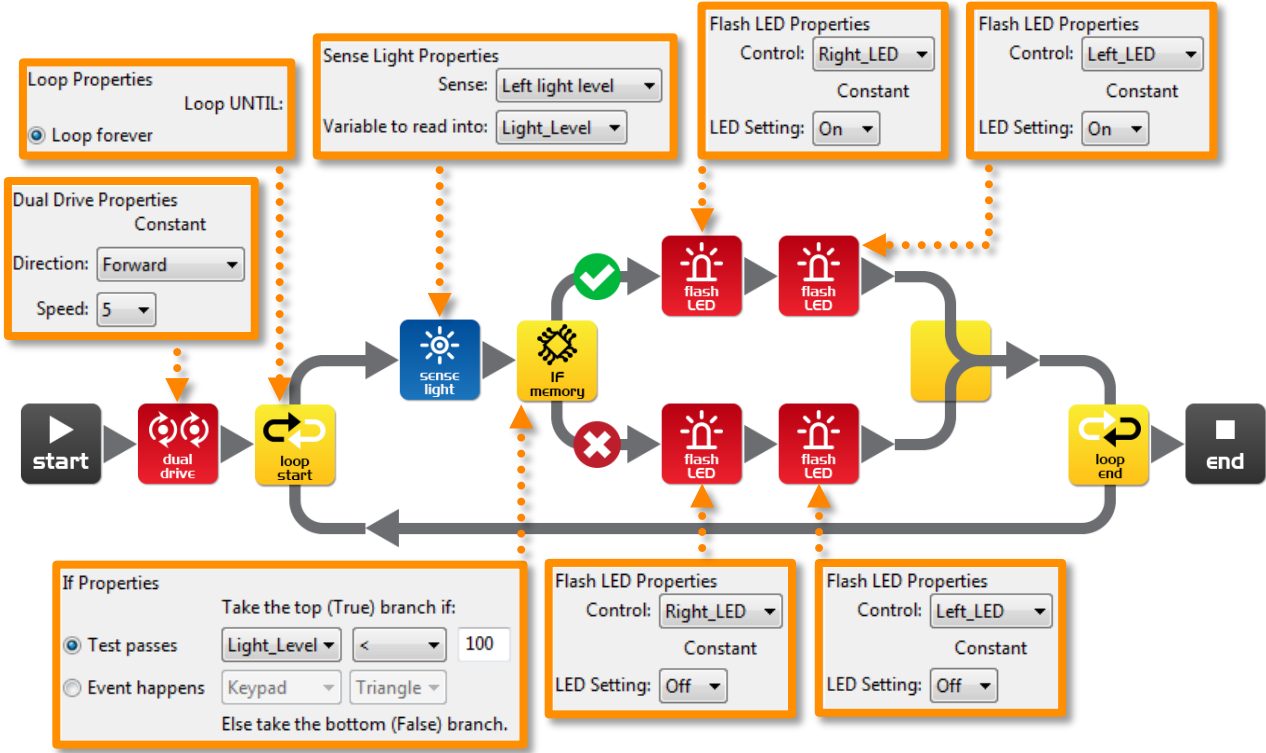 Loop Properties
Loop UNTIL:
Loop forever
Sense Light Properties
Sense: Left light level
Variable to read into: Light_Level
Flash LED Properties
Control: Right_LED
Constant
LED Setting: On
Flash LED Properties
Control: Left_LED
Constant
LED Setting: On
Dual Drive Properties
Constant
Direction: Forward
Speed: 5
start
dual
drive
loop
start
sense
light
IF
memory
flash
LED
flash
LED
flash
LED
flash
LED
loop
end
end
If Properties
Take the top (True) branch if:
Test passes Light_Level < 100
Event happens Keypad Triangle
Else take the bottom (False) branch.
Flash LED Properties
Control: Right_LED
Constant
LED Setting: Off
Flash LED Properties
Control: Left_LED
Constant
LED Setting: Off